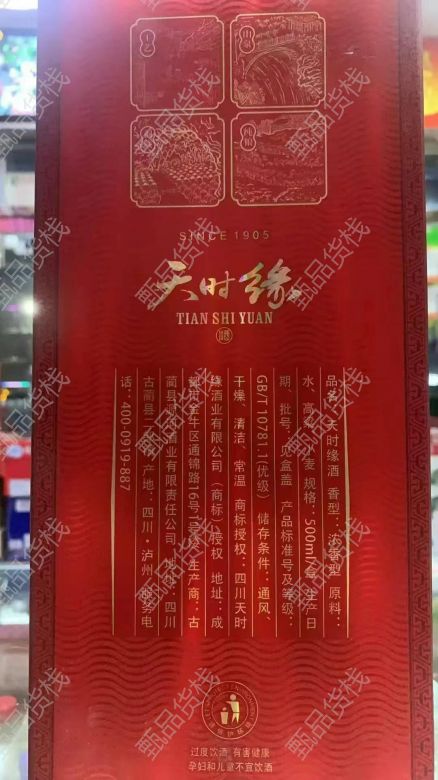 SINCE 1905
天时缘
TIAN SHI YUAN
品名：天时缘酒 香型：浓香型 原料：
水、高粱、小麦 规格：500ml/盒 生产日
期 批号：见盒盖 产品标准号及等级：
GB/T 10781.1(优级) 储存条件：通风、
干燥、清洁、常温 商标授权：四川天时
缘酒业有限公司（商标）授权 地址：成
都市金牛区通锦路16号 生产商：古
蔺县 酒业有限责任公司 地址：四川
古蔺县二郎 产地：四川·泸州 服务电
话：400-0919-887
过度饮酒 有害健康
孕妇和儿童不宜饮酒
甄品货栈